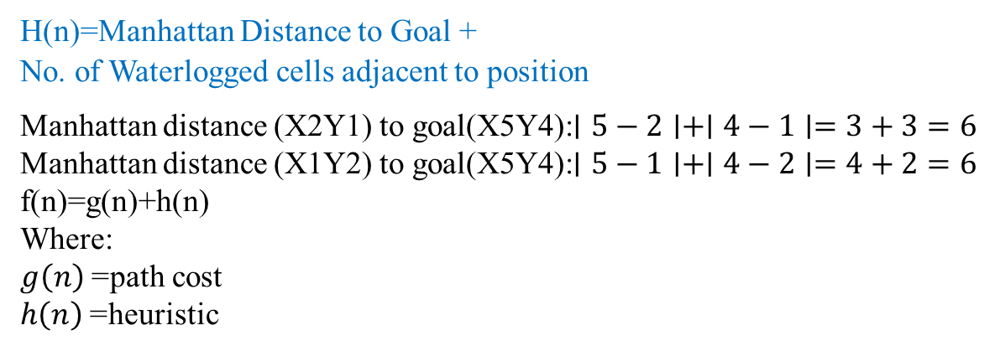 H(n)=Manhattan Distance to Goal +
No. of Waterlogged cells adjacent to position
Manhattan distance (X2Y1) to goal(X5Y4):| 5 − 2 |+| 4 − 1 |= 3 + 3 = 6
Manhattan distance (X1Y2) to goal(X5Y4):| 5 − 1 |+| 4 − 2 |= 4 + 2 = 6
f(n)=g(n)+h(n)
Where:
𝑔(𝑛) =path cost
ℎ(𝑛) =heuristic